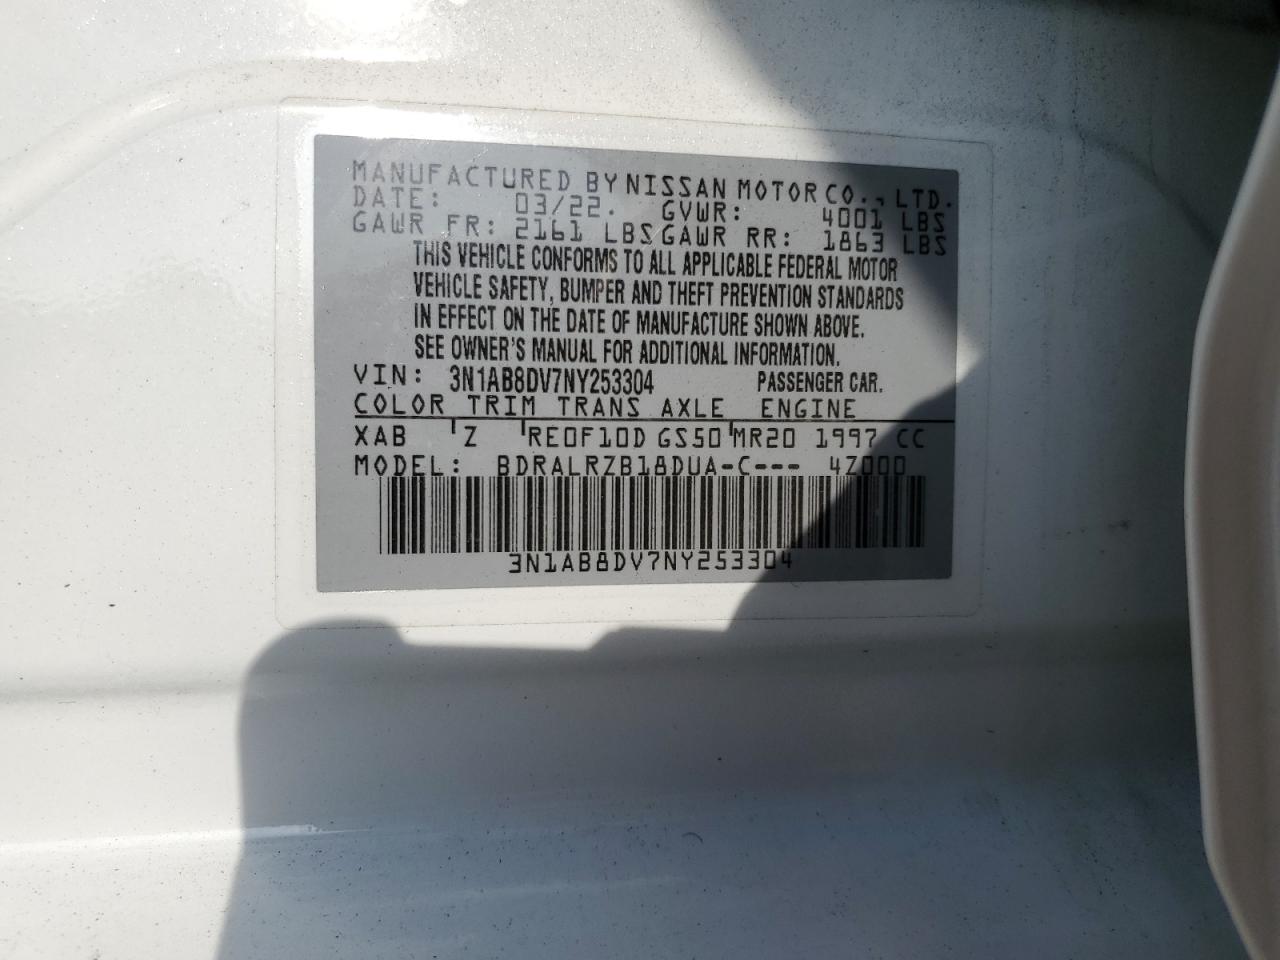 MANUFACTURED BY NISSAN MOTOR CO., LTD.
DATE: 03/22. GVWR: 4001 LBS
GAWR FR: 2161 LBS GAWR RR: 1863 LBS
THIS VEHICLE CONFORMS TO ALL APPLICABLE FEDERAL MOTOR
VEHICLE SAFETY, BUMPER AND THEFT PREVENTION STANDARDS
IN EFFECT ON THE DATE OF MANUFACTURE SHOWN ABOVE.
SEE OWNER'S MANUAL FOR ADDITIONAL INFORMATION.
VIN: 3N1AB8DV7NY253304 PASSENGER CAR.
COLOR TRIM TRANS AXLE ENGINE
XAB Z RE0F10D GS50 MR20 1997 CC
MODEL: BDRALRZB18DUA-C--- 4Z000
3N1AB8DV7NY253304